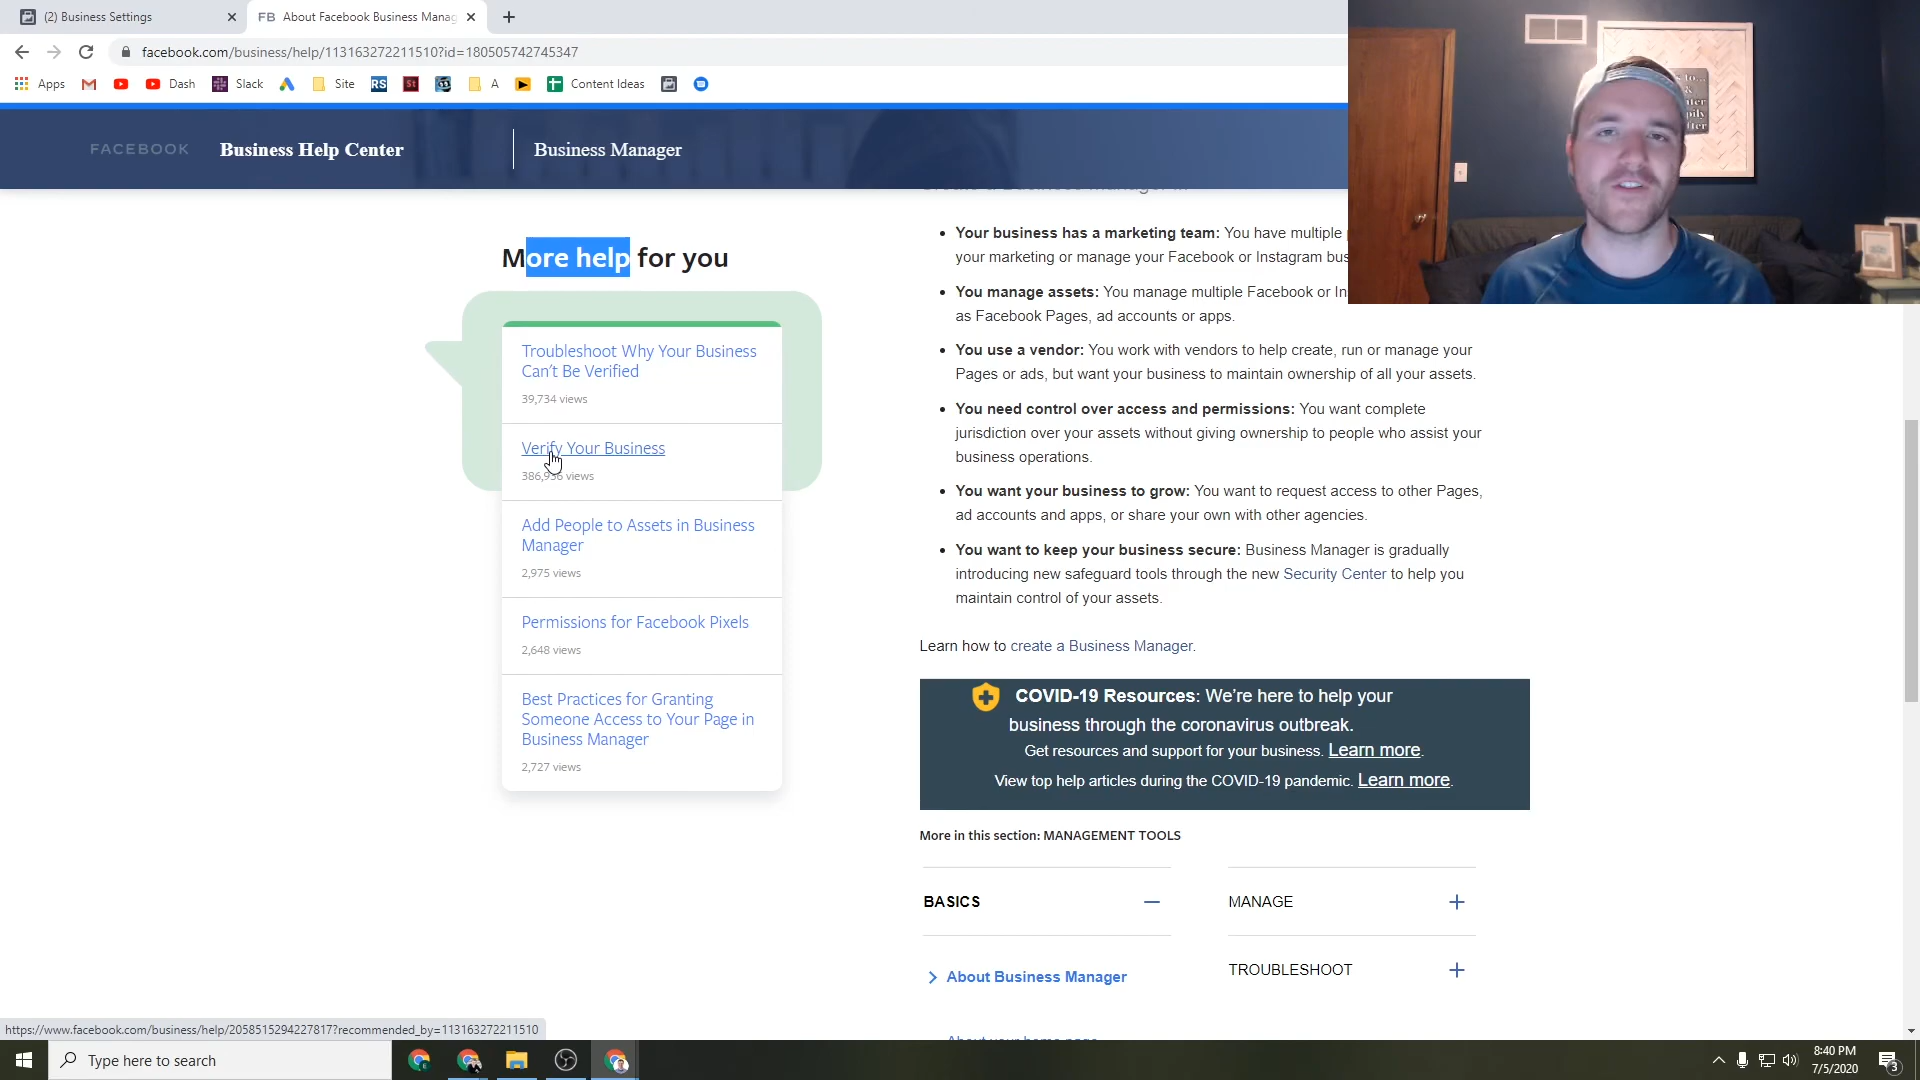 (2) Business Settings
FB About Facebook Business Manag
facebook.com/business/help/113163272211510?id=180505742745347
Apps
Dash
Slack
Site
RS
St
A
Content Ideas
FACEBOOK
Business Help Center
Business Manager
More help for you
Troubleshoot Why Your Business
Can't Be Verified
39,734 views
Verify Your Business
386,936 views
Add People to Assets in Business
Manager
2,975 views
Permissions for Facebook Pixels
2,648 views
Best Practices for Granting
Someone Access to Your Page in
Business Manager
2,727 views
• Your business has a marketing team: You have multiple
your marketing or manage your Facebook or Instagram bus
• You manage assets: You manage multiple Facebook or In
as Facebook Pages, ad accounts or apps.
• You use a vendor: You work with vendors to help create, run or manage your
Pages or ads, but want your business to maintain ownership of all your assets.
• You need control over access and permissions: You want complete
jurisdiction over your assets without giving ownership to people who assist your
business operations.
• You want your business to grow: You want to request access to other Pages,
ad accounts and apps, or share your own with other agencies.
• You want to keep your business secure: Business Manager is gradually
introducing new safeguard tools through the new Security Center to help you
maintain control of your assets.
Learn how to create a Business Manager.
COVID-19 Resources: We're here to help your
business through the coronavirus outbreak.
Get resources and support for your business. Learn more.
View top help articles during the COVID-19 pandemic. Learn more.
More in this section: MANAGEMENT TOOLS
BASICS
MANAGE
About Business Manager
TROUBLESHOOT
https://www.facebook.com/business/help/2058515294227817?recommended_by=113163272211510
Type here to search
8:40 PM
7/5/2020
3